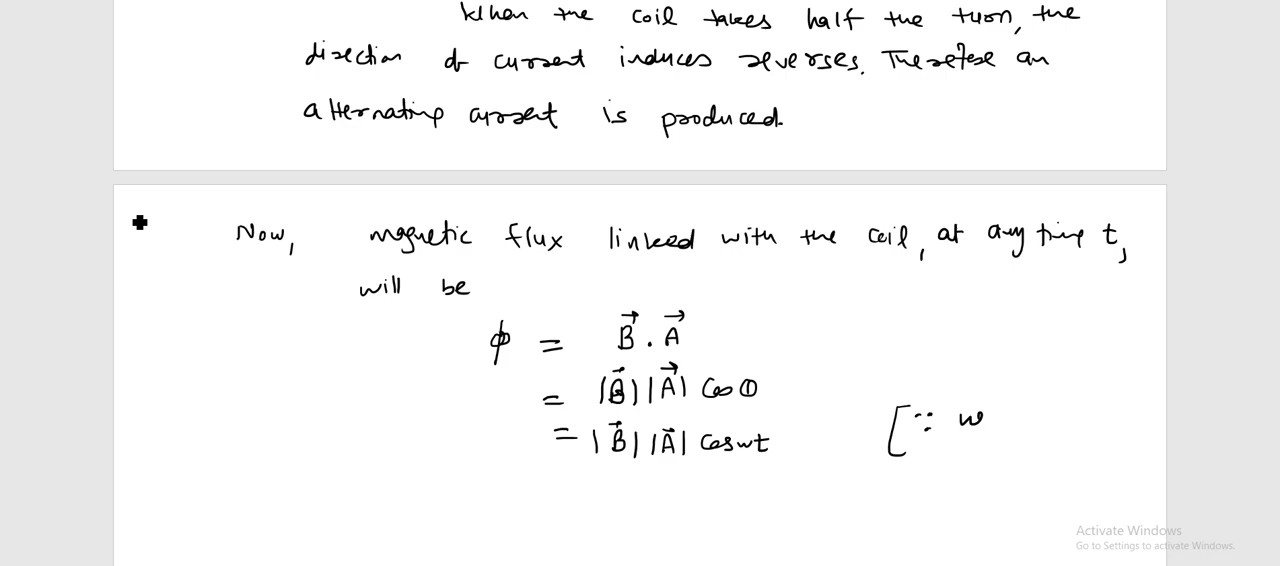 When the coil takes half the turn, the
direction of current induces reverses. Therefore an
alternating current is produced.
Now, magnetic flux linked with the coil, at any time t,
will be
ϕ = B⃗ . A⃗
= |B⃗| |A⃗| Cos θ
= |B⃗| |A⃗| Cos ωt [∵ ω
Activate Windows
Go to Settings to activate Windows.